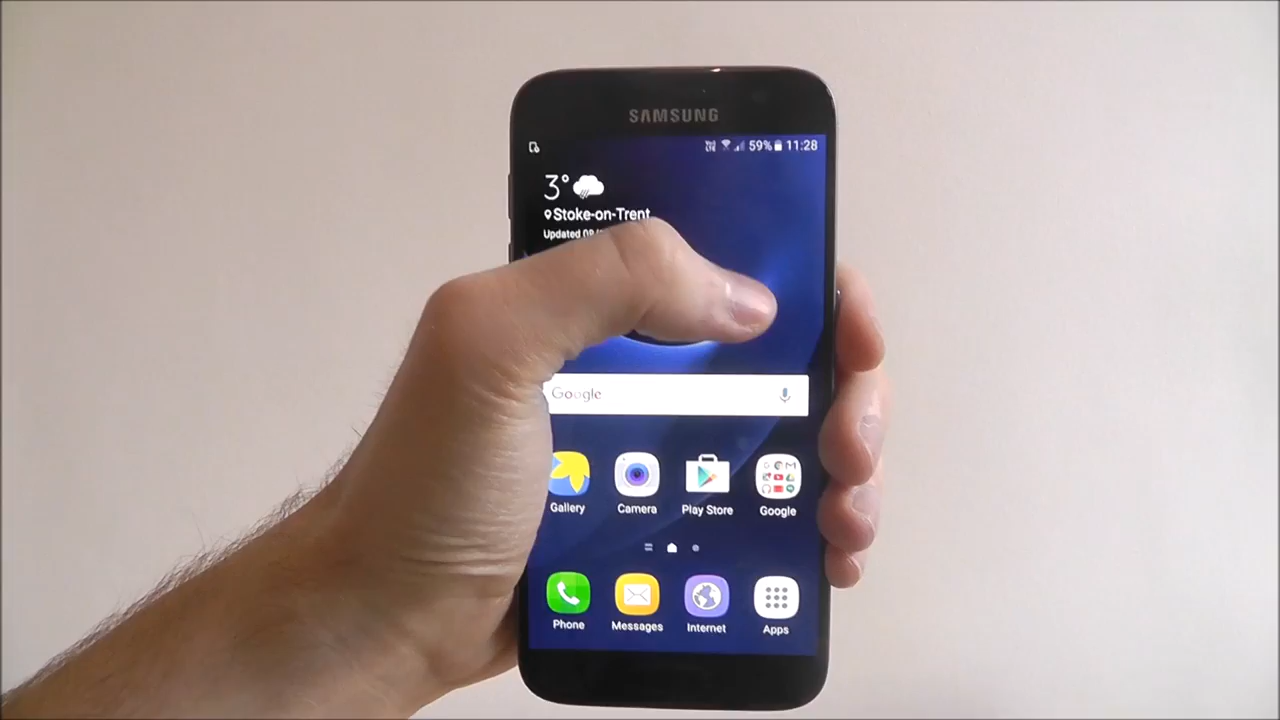 SAMSUNG
59% 11:28
3°
Stoke-on-Trent
Updated
Google
Gallery Camera Play Store Google
Phone Messages Internet Apps